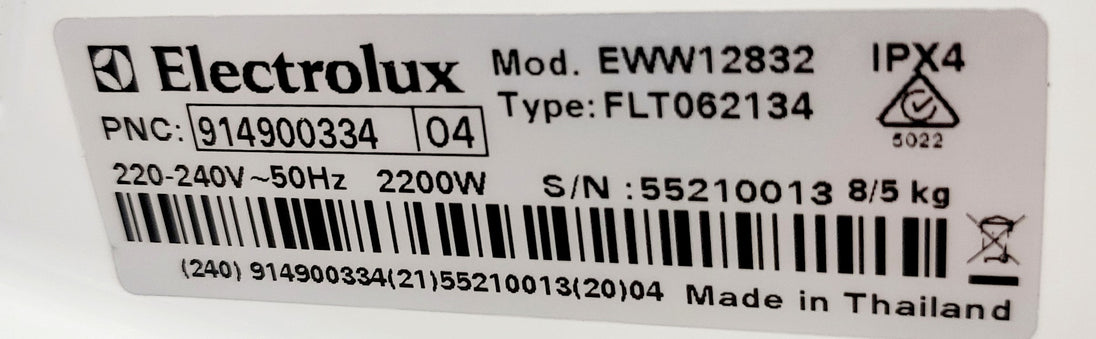 Electrolux Mod. EWW12832 IPX4
PNC: 914900334 04 Type: FLT062134
5022
220-240V ~50Hz 2200W S/N :55210013 8/5 kg
(240) 914900334(21)55210013(20)04 Made in Thailand